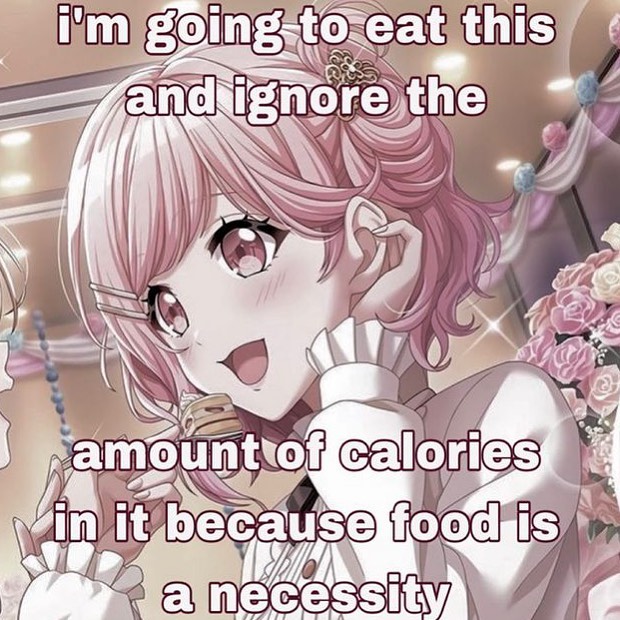 i'm going to eat this
and ignore the
amount of calories
in it because food is
a necessity